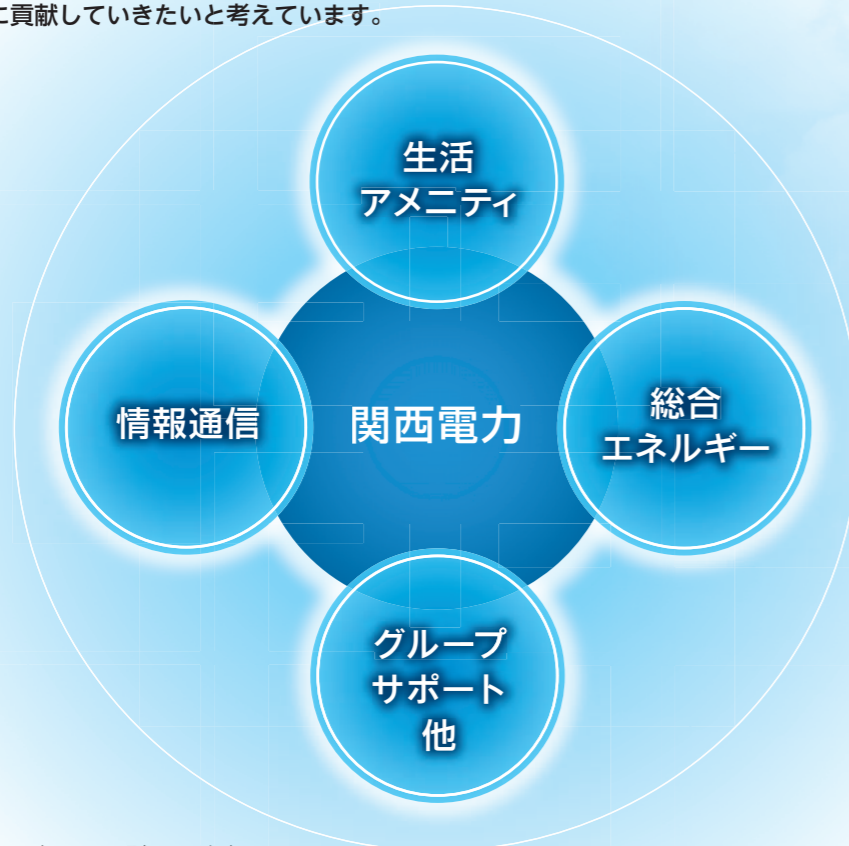 に貢献していきたいと考えています。
生活
アメニティ
情報通信
関西電力
総合
エネルギー
グループ
サポート
他